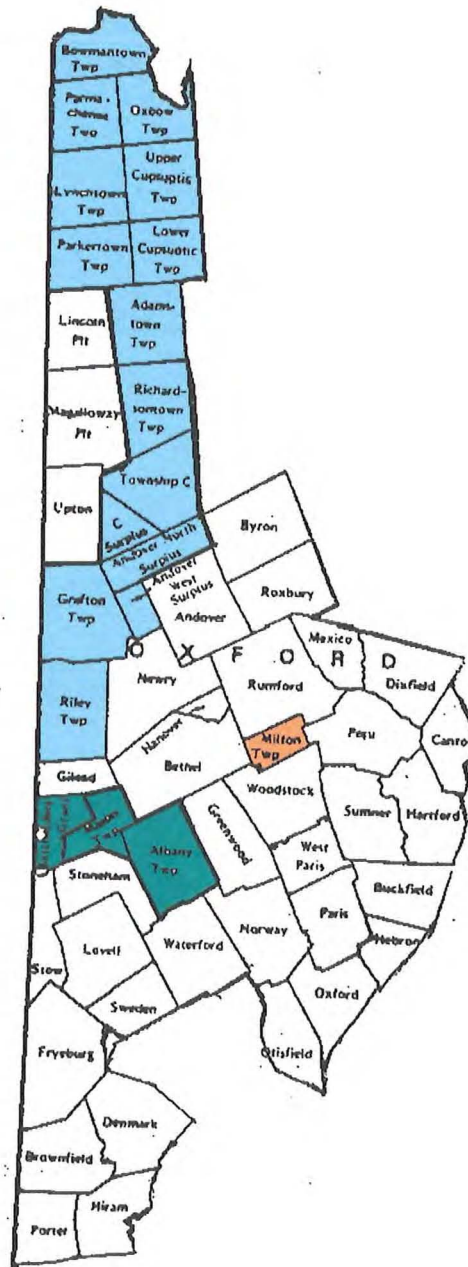 Bowmantown
Twp
Parma-
chenee
Twp
Oxbow
Twp
Upper
Cupsuptic
Twp
Lynchtown
Twp
Parkertown
Twp
Lower
Cupsuptic
Twp
Lincoln
Plt
Adams-
town
Twp
Richard-
sontown
Twp
Magalloway
Plt
Township C
Upton
C
Surplus
Andover North
Surplus
Byron
Andover
West
Surplus
Andover
Roxbury
Grafton
Twp
O X F O R D
Mexico
Dixfield
Newry
Rumford
Riley
Twp
Hanover
Milton
Twp
Peru
Canton
Gilead
Bethel
Woodstock
Sumner
Hartford
Albany
Twp
Greenwood
West
Paris
Buckfield
Stoneham
Paris
Hebron
Lovell
Waterford
Norway
Stow
Oxford
Sweden
Otisfield
Fryeburg
Denmark
Brownfield
Porter
Hiram